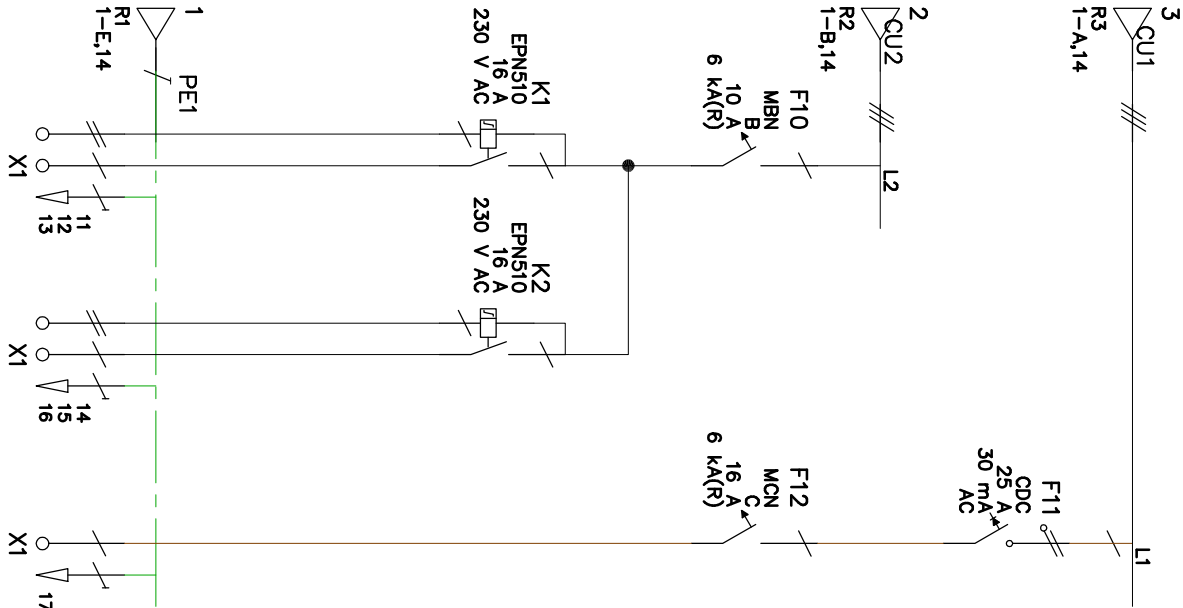 3
CU1
R3
1-A,14
L1
F11
CDC
25 A
30 mA
AC
2
CU2
R2
1-B,14
L2
F10
MBN
B
10 A
6 kA(R)
F12
MCN
C
16 A
6 kA(R)
K1
EPN510
16 A
230 V AC
K2
EPN510
16 A
230 V AC
1
R1
1-E,14
PE1
X1
11
12
13
X1
14
15
16
X1
17